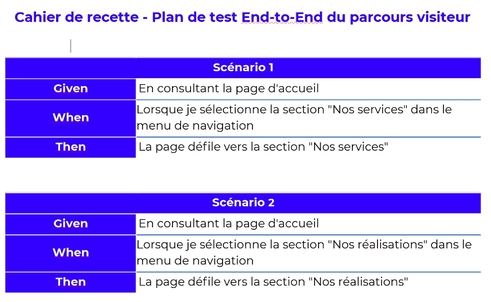 Cahier de recette - Plan de test End-to-End du parcours visiteur
Scénario 1
Given
En consultant la page d'accueil
When
Lorsque je sélectionne la section "Nos services" dans le
menu de navigation
Then
La page défile vers la section "Nos services"
Scénario 2
Given
En consultant la page d'accueil
When
Lorsque je sélectionne la section "Nos réalisations" dans le
menu de navigation
Then
La page défile vers la section "Nos réalisations"